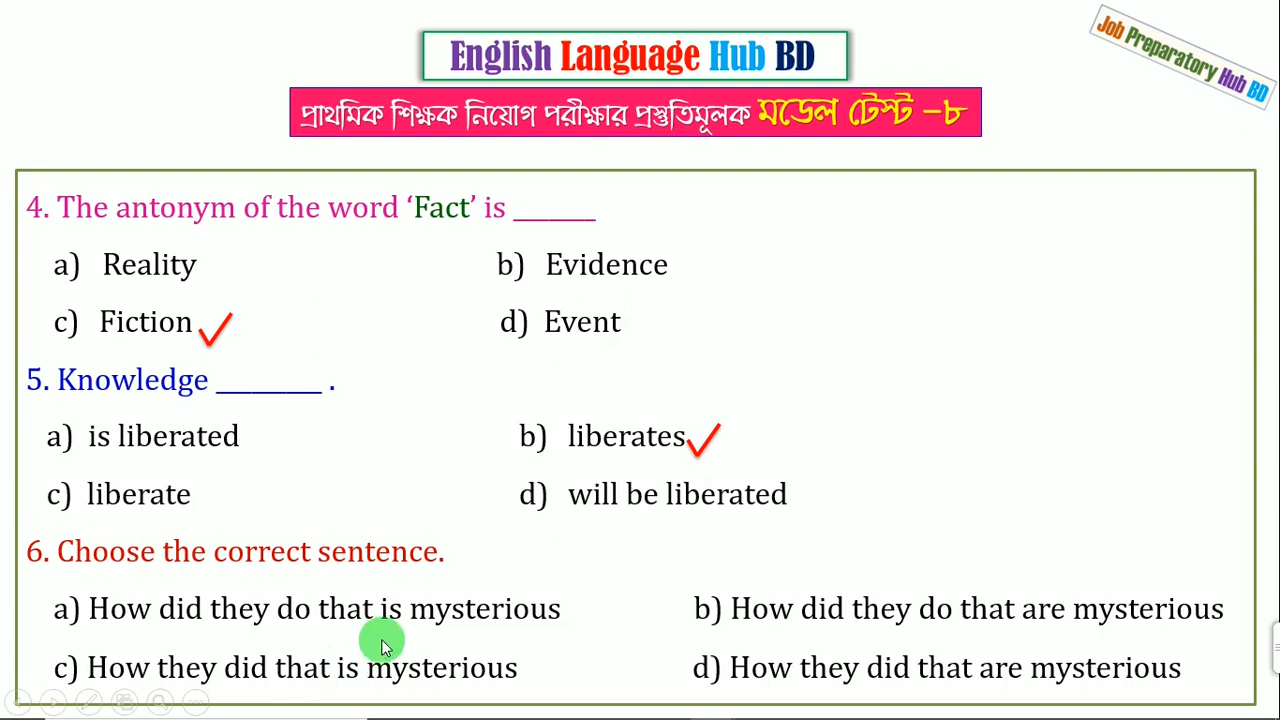 English Language Hub BD
Job Preparatory Hub BD
প্রাথমিক শিক্ষক নিয়োগ পরীক্ষার প্রস্তুতিমূলক মডেল টেস্ট –৮
4. The antonym of the word ‘Fact’ is _______
a) Reality b) Evidence
c) Fiction d) Event
5. Knowledge _________ .
a) is liberated b) liberates
c) liberate d) will be liberated
6. Choose the correct sentence.
a) How did they do that is mysterious b) How did they do that are mysterious
c) How they did that is mysterious d) How they did that are mysterious